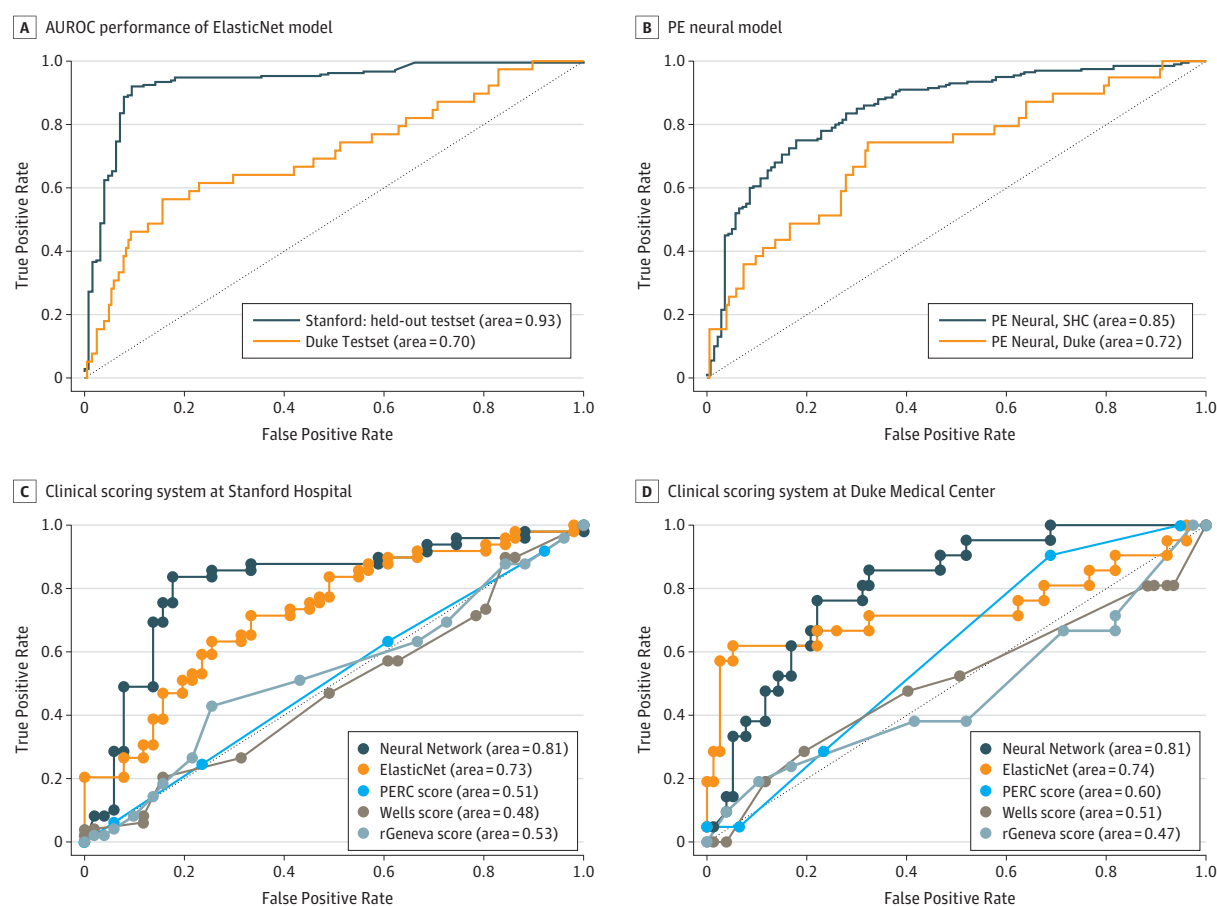 A AUROC performance of ElasticNet model
1.0
0.8
0.6
0.4
0.2
0
True Positive Rate
0 0.2 0.4 0.6 0.8 1.0
False Positive Rate
Stanford: held-out testset (area=0.93)
Duke Testset (area=0.70)
B PE neural model
1.0
0.8
0.6
0.4
0.2
0
True Positive Rate
0 0.2 0.4 0.6 0.8 1.0
False Positive Rate
PE Neural, SHC (area=0.85)
PE Neural, Duke (area=0.72)
C Clinical scoring system at Stanford Hospital
1.0
0.8
0.6
0.4
0.2
0
True Positive Rate
0 0.2 0.4 0.6 0.8 1.0
False Positive Rate
Neural Network (area=0.81)
ElasticNet (area=0.73)
PERC score (area=0.51)
Wells score (area=0.48)
rGeneva score (area=0.53)
D Clinical scoring system at Duke Medical Center
1.0
0.8
0.6
0.4
0.2
0
True Positive Rate
0 0.2 0.4 0.6 0.8 1.0
False Positive Rate
Neural Network (area=0.81)
ElasticNet (area=0.74)
PERC score (area=0.60)
Wells score (area=0.51)
rGeneva score (area=0.47)